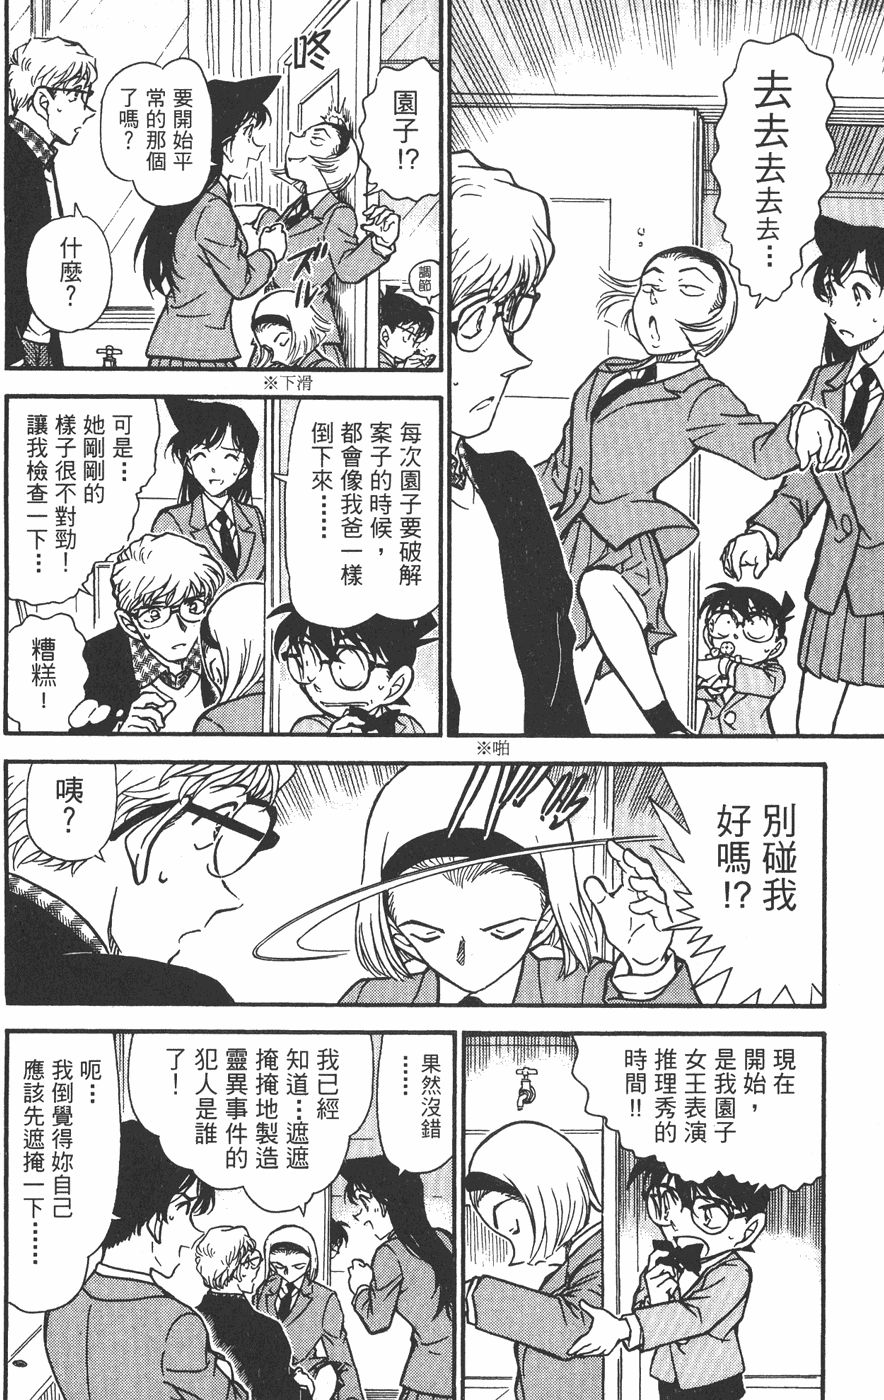 去去去去去…
園子!?
咚
要開始平
常的那個
了嗎？
什麼？
調節
※下滑
每次園子要破解
案子的時候，
都會像我爸一樣
倒下來……
可是…
她剛剛的
樣子很不對勁！
讓我檢查一下…
糟糕！
※啪
別碰我
好嗎!?
咦？
現在
開始，
是我園子
女王表演
推理秀的
時間!!
果然沒錯
……
我已經
知道…遮遮
掩掩地製造
靈異事件的
犯人是誰
了！
呃…
我倒覺得妳自己
應該先遮掩一下……